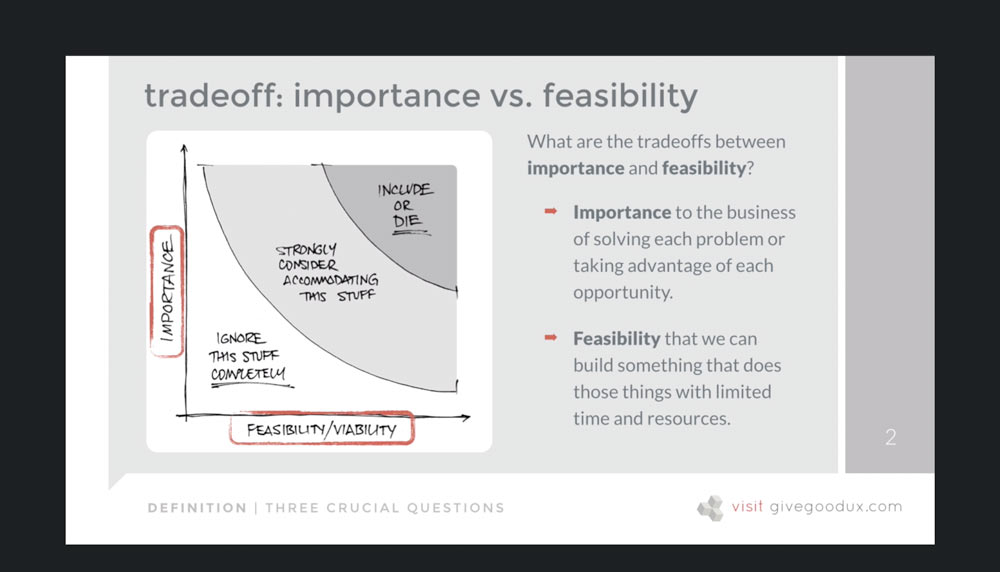 tradeoff: importance vs. feasibility
IMPORTANCE
INCLUDE
OR
DIE
STRONGLY
CONSIDER
ACCOMMODATING
THIS STUFF
IGNORE
THIS STUFF
COMPLETELY
FEASIBILITY/VIABILITY
What are the tradeoffs between
importance and feasibility?
➡ Importance to the business
of solving each problem or
taking advantage of each
opportunity.
➡ Feasibility that we can
build something that does
those things with limited
time and resources.
2
DEFINITION | THREE CRUCIAL QUESTIONS
visit givegoodux.com